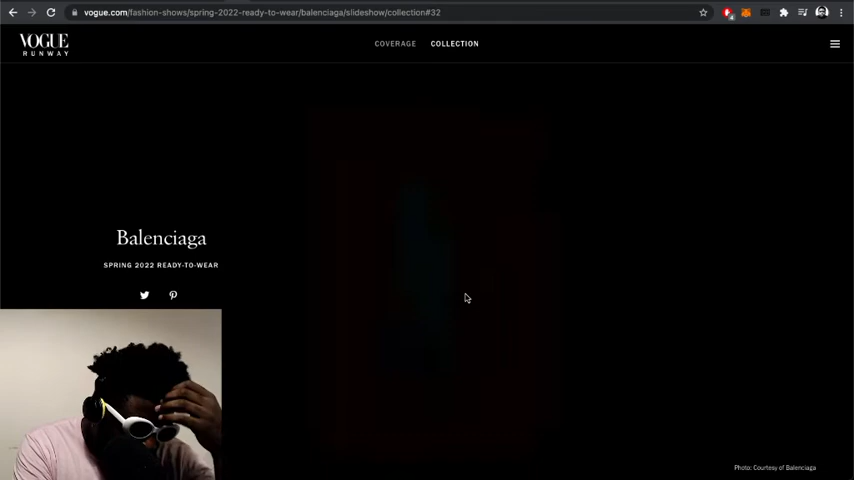 vogue.com/fashion-shows/spring-2022-ready-to-wear/balenciaga/slideshow/collection#32
4
VOGUE
RUNWAY
COVERAGE COLLECTION
Balenciaga
SPRING 2022 READY-TO-WEAR
Photo: Courtesy of Balenciaga